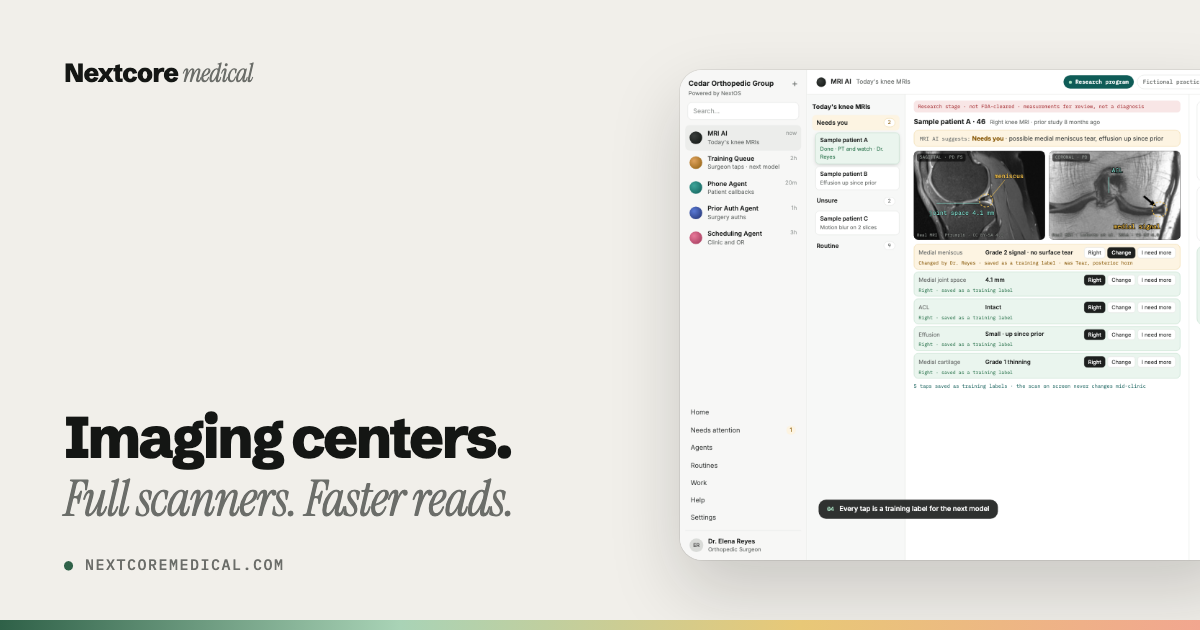 Nextcore medical
Imaging centers.
Full scanners. Faster reads.
NEXTCOREMEDICAL.COM
Cedar Orthopedic Group +
Powered by NextOS
Search...
MRI AI now
Today's knee MRIs
Training Queue 2h
Surgeon taps · next model
Phone Agent 20m
Patient callbacks
Prior Auth Agent 1h
Surgery auths
Scheduling Agent 3h
Clinic and OR
Home
Needs attention 1
Agents
Routines
Work
Help
Settings
ER Dr. Elena Reyes
Orthopedic Surgeon
MRI AI Today's knee MRIs
Research program
Fictional practic
Today's knee MRIs
Needs you 2
Sample patient A
Done · PT and watch · Dr.
Reyes
Sample patient B
Effusion up since prior
Unsure 2
Sample patient C
Motion blur on 2 slices
Routine
Research stage · not FDA-cleared · measurements for review, not a diagnosis
Sample patient A · 46 Right knee MRI · prior study 8 months ago
MRI AI suggests: Needs you · possible medial meniscus tear, effusion up since prior
SAGITTAL · PD FS
meniscus
joint space 4.1 mm
CORONAL · PD
ACL
medial signal
Medial meniscus Grade 2 signal · no surface tear Right Change I need more
Changed by Dr. Reyes · saved as a training label · was Tear, posterior horn
Medial joint space 4.1 mm Right Change I need more
Right · saved as a training label
ACL Intact Right Change I need more
Right · saved as a training label
Effusion Small · up since prior Right Change I need more
Right · saved as a training label
Medial cartilage Grade 1 thinning Right Change I need more
Right · saved as a training label
taps saved as training labels · the scan on screen never changes mid-clinic
04 Every tap is a training label for the next model